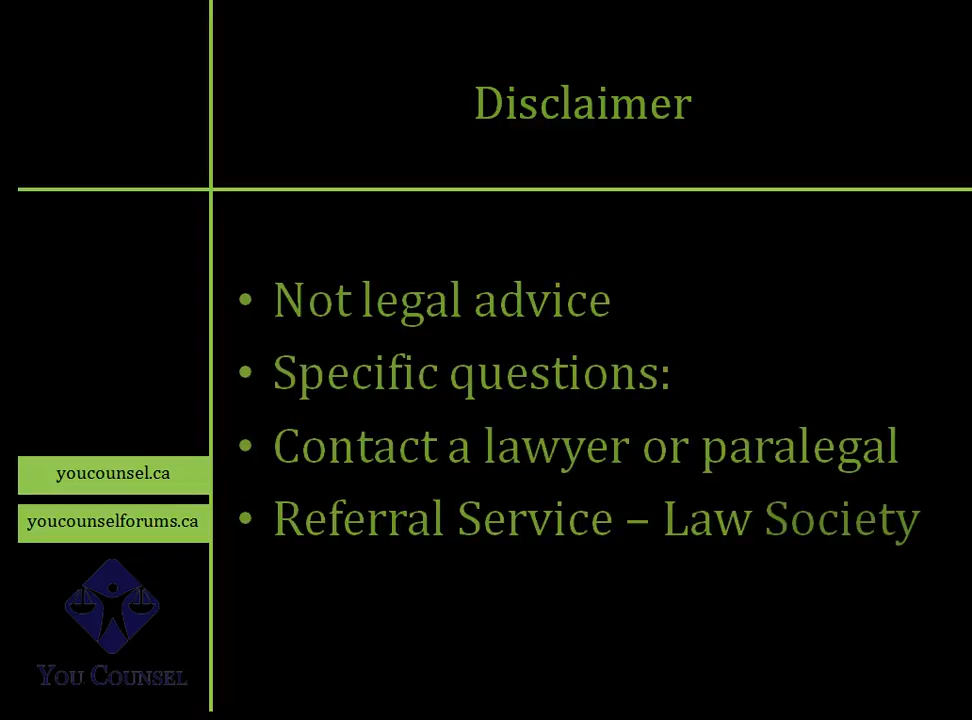 Disclaimer
• Not legal advice
• Specific questions:
• Contact a lawyer or paralegal
• Referral Service – Law Society
youcounsel.ca
youcounselforums.ca
YOU COUNSEL